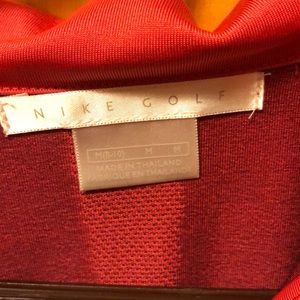 NIKE GOLF
M(8-10) M M
MADE IN THAILAND
FABRIQUE EN THAILANDE